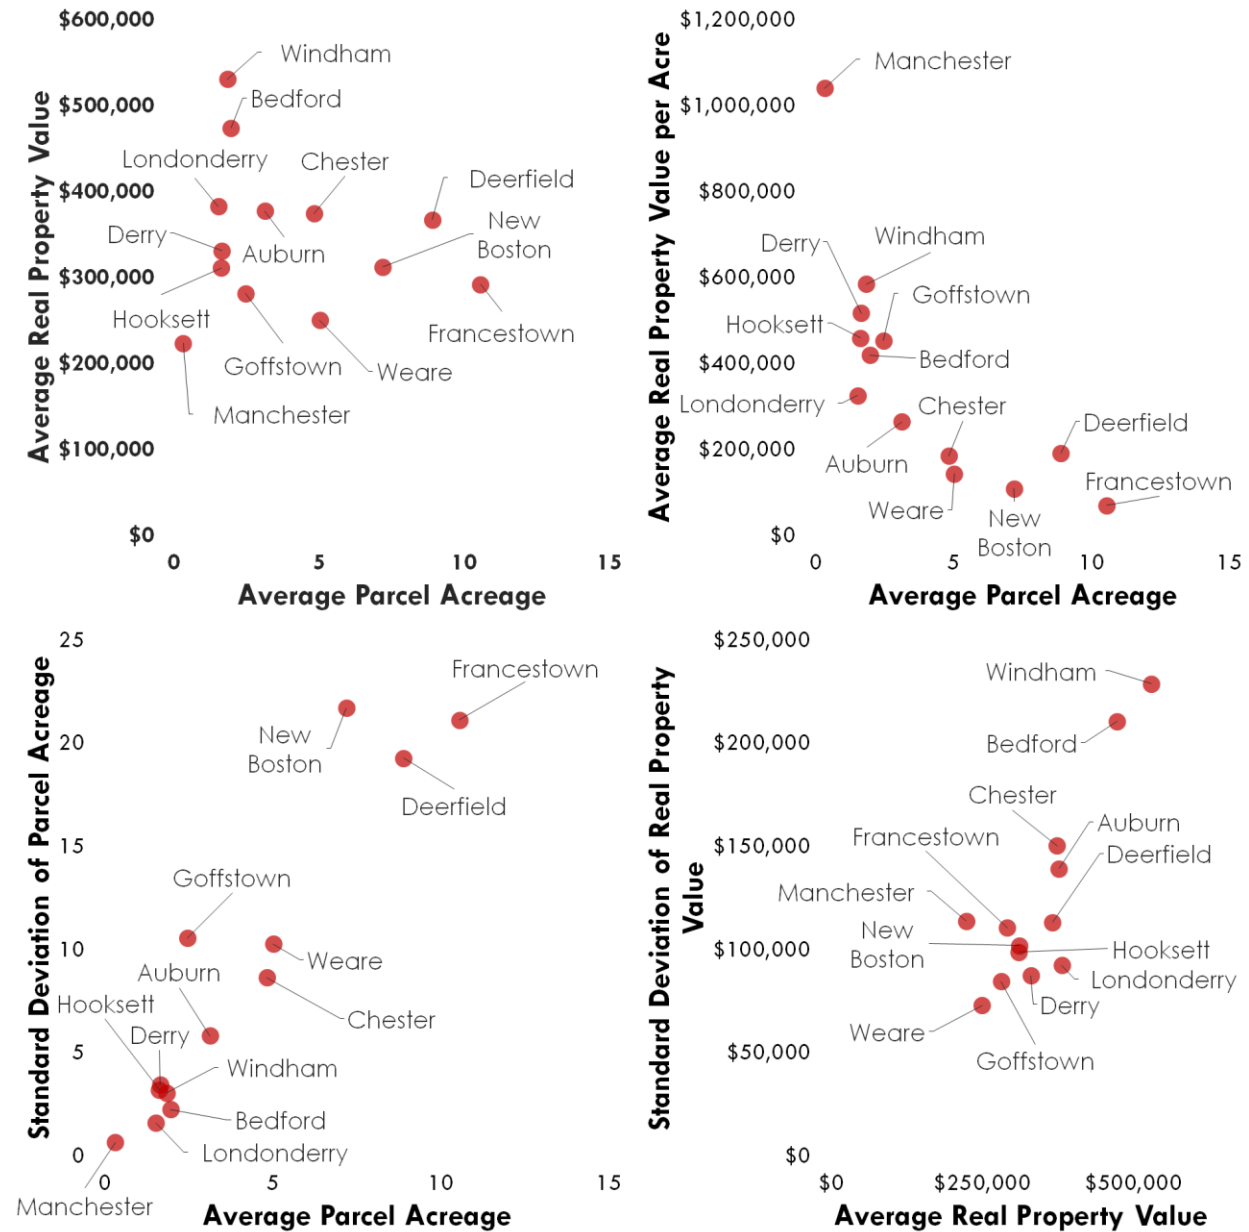 $600,000
$500,000
$400,000
$300,000
$200,000
$100,000
$0
Average Real Property Value
Windham
Bedford
Londonderry
Chester
Deerfield
Derry
Auburn
New
Boston
Hooksett
Goffstown
Weare
Francestown
Manchester
0
5
10
15
Average Parcel Acreage
$1,200,000
$1,000,000
$800,000
$600,000
$400,000
$200,000
$0
Average Real Property Value per Acre
Manchester
Derry
Windham
Goffstown
Hooksett
Bedford
Londonderry
Chester
Deerfield
Auburn
Weare
New
Boston
Francestown
0
5
10
15
Average Parcel Acreage
25
20
15
10
5
0
Standard Deviation of Parcel Acreage
Francestown
New
Boston
Deerfield
Goffstown
Weare
Auburn
Chester
Hooksett
Derry
Windham
Bedford
Londonderry
Manchester
0
5
10
15
Average Parcel Acreage
$250,000
$200,000
$150,000
$100,000
$50,000
$0
Standard Deviation of Real Property
Value
Windham
Bedford
Chester
Auburn
Francestown
Deerfield
Manchester
New
Boston
Hooksett
Londonderry
Derry
Weare
Goffstown
$0
$250,000
$500,000
Average Real Property Value